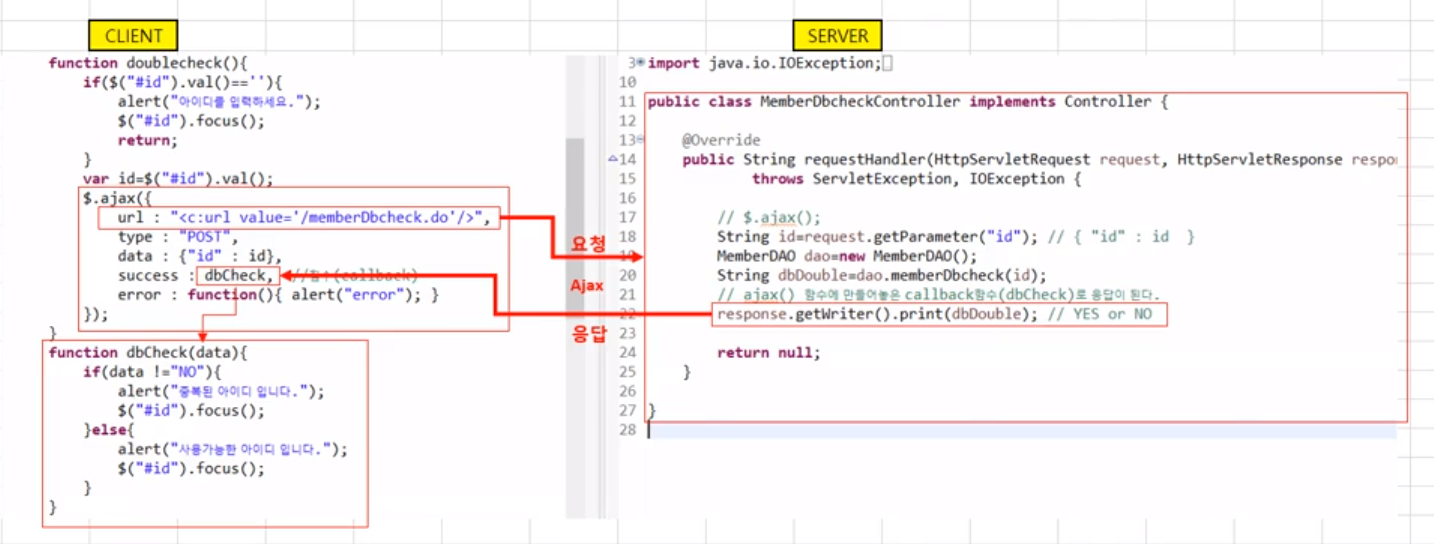 CLIENT
function doublecheck(){
if($("#id").val()==''){
alert("아이디를 입력하세요.");
$("#id").focus();
return;
}
var id=$("#id").val();
$.ajax({
url : "<c:url value='/memberDbcheck.do'/>",
type : "POST",
data : {"id" : id},
success : dbCheck, //함수(callback)
error : function(){ alert("error"); }
});
}
function dbCheck(data){
if(data !="NO"){
alert("중복된 아이디 입니다.");
$("#id").focus();
}else{
alert("사용가능한 아이디 입니다.");
$("#id").focus();
}
}
요청
Ajax
응답
SERVER
3 import java.io.IOException;
10
11 public class MemberDbcheckController implements Controller {
12
13 @Override
14 public String requestHandler(HttpServletRequest request, HttpServletResponse respo
15 throws ServletException, IOException {
16
17 // $.ajax();
18 String id=request.getParameter("id"); // { "id" : id }
19 MemberDAO dao=new MemberDAO();
20 String dbDouble=dao.memberDbcheck(id);
21 // ajax() 함수에 만들어놓은 callback함수(dbCheck)로 응답이 된다.
22 response.getWriter().print(dbDouble); // YES or NO
23
24 return null;
25 }
26
27 }
28